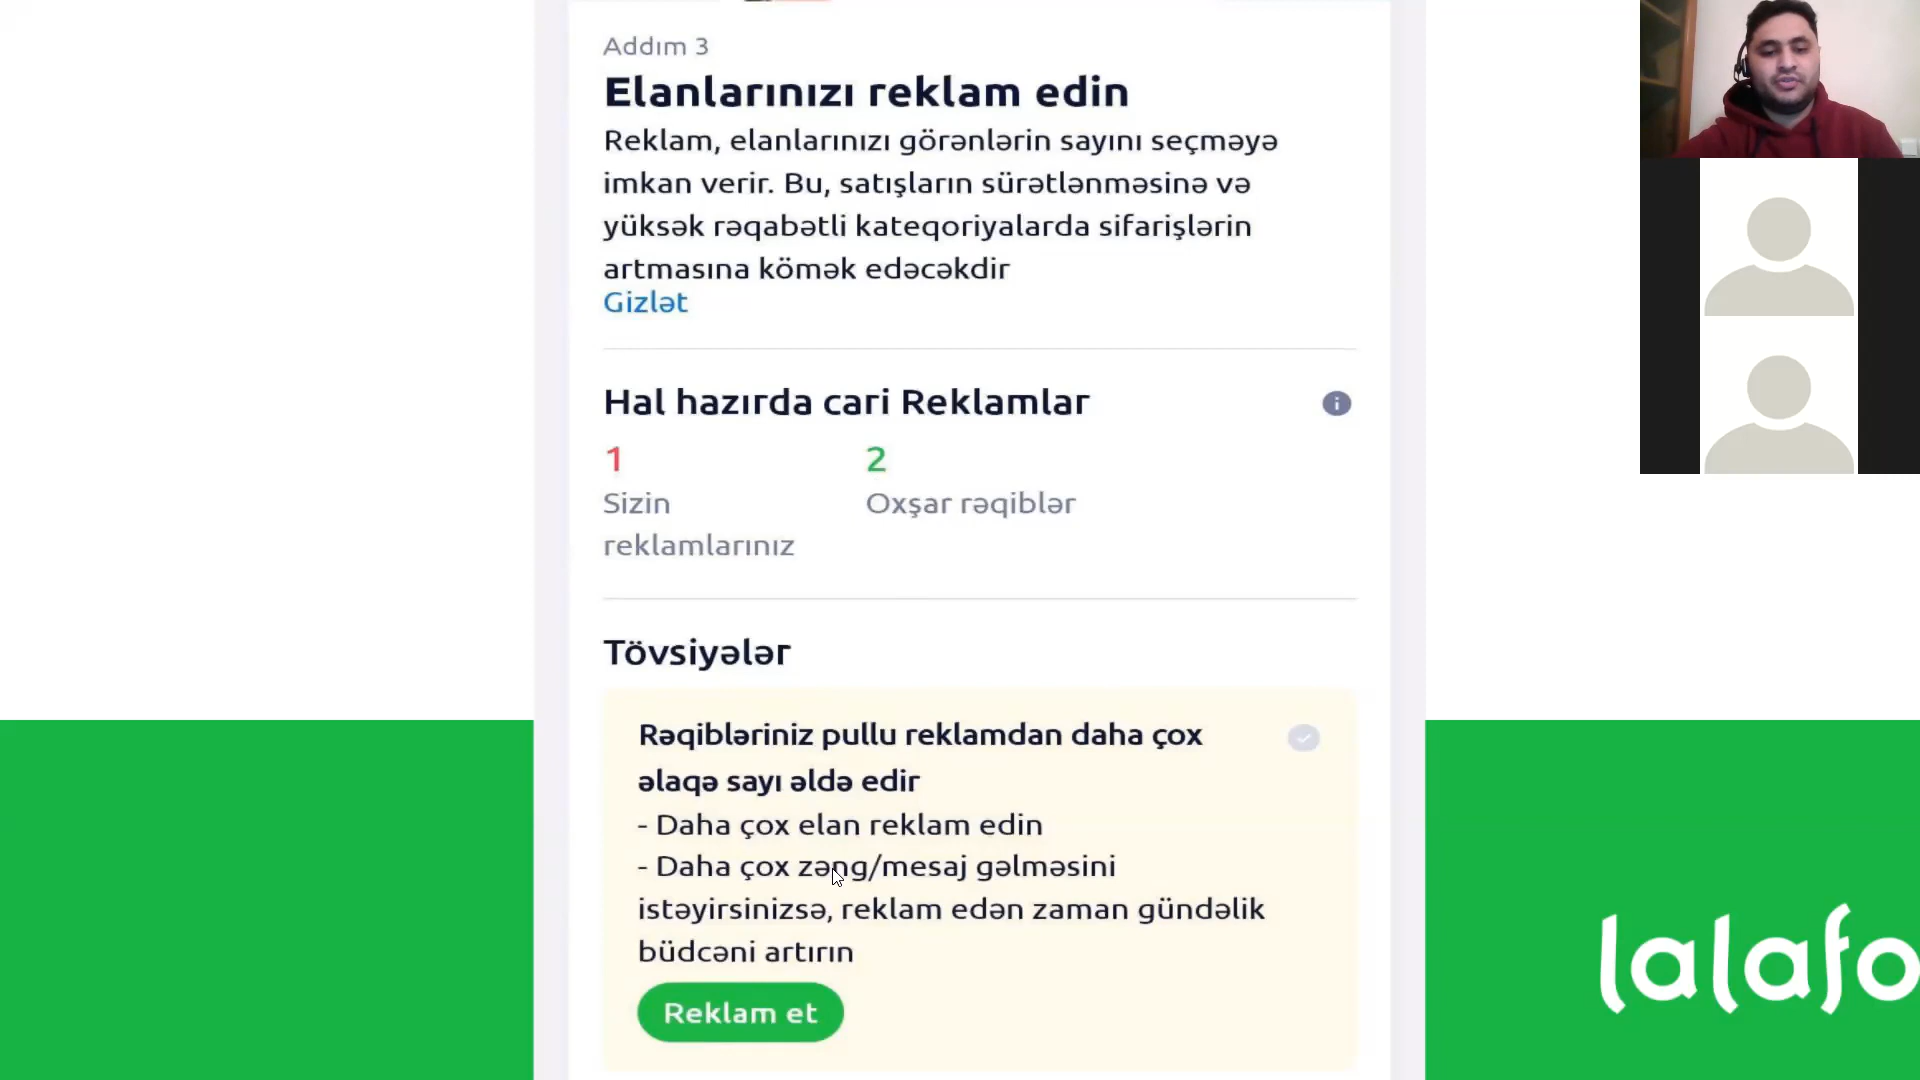 Addım 3
Elanlarınızı reklam edin
Reklam, elanlarınızı görənlərin sayını seçməyə
imkan verir. Bu, satışların sürətlənməsinə və
yüksək rəqabətli kateqoriyalarda sifarişlərin
artmasına kömək edəcəkdir
Gizlət
Hal hazırda cari Reklamlar
1
Sizin
reklamlarınız
2
Oxşar rəqiblər
Tövsiyələr
Rəqibləriniz pullu reklamdan daha çox
əlaqə sayı əldə edir
- Daha çox elan reklam edin
- Daha çox zəng/mesaj gəlməsini
istəyirsinizsə, reklam edən zaman gündəlik
büdcəni artırın
Reklam et
lalafo